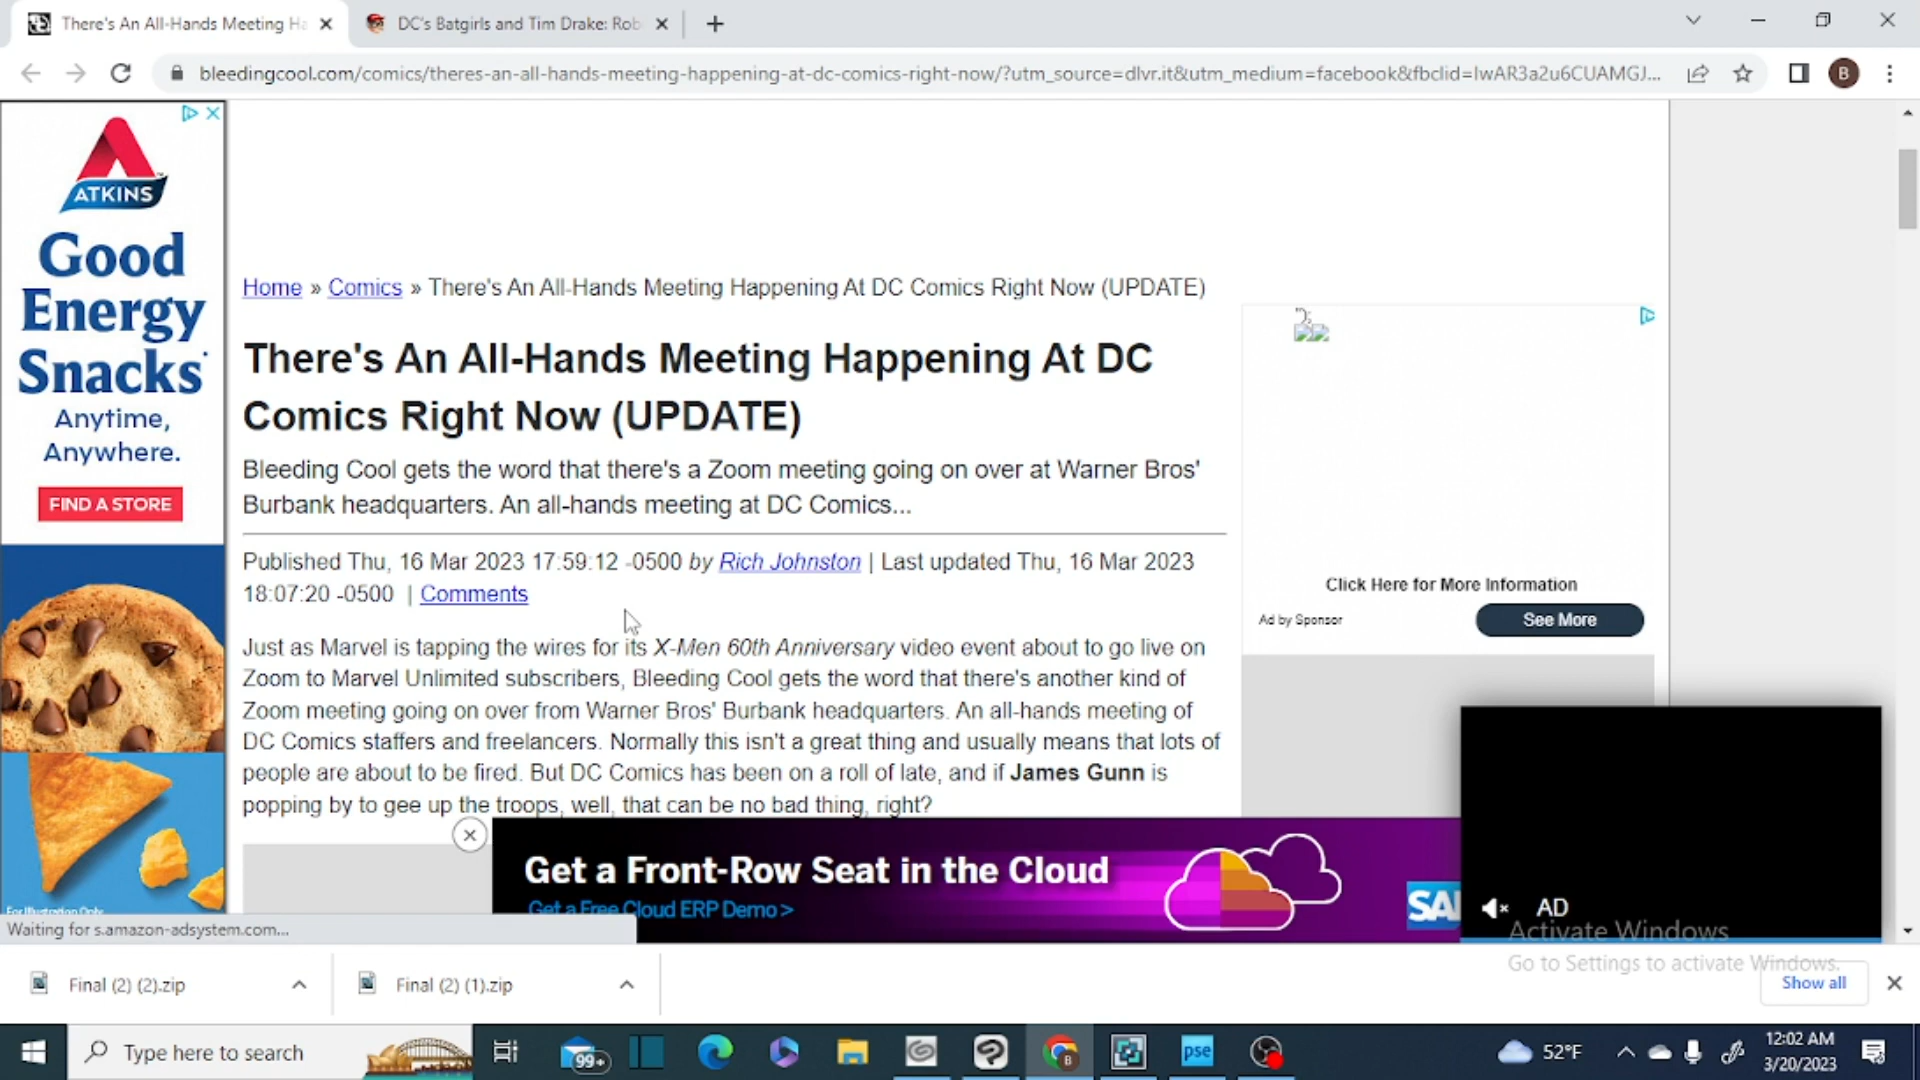 There's An All-Hands Meeting Ha
DC's Batgirls and Tim Drake: Rob
bleedingcool.com/comics/theres-an-all-hands-meeting-happening-at-dc-comics-right-now/?utm_source=dlvr.it&utm_medium=facebook&fbclid=IwAR3a2u6CUAMGJ...
B
ATKINS
Good
Energy
Snacks
Anytime,
Anywhere.
FIND A STORE
For Illustration Only
Home » Comics » There's An All-Hands Meeting Happening At DC Comics Right Now (UPDATE)
There's An All-Hands Meeting Happening At DC
Comics Right Now (UPDATE)
Bleeding Cool gets the word that there's a Zoom meeting going on over at Warner Bros'
Burbank headquarters. An all-hands meeting at DC Comics...
Published Thu, 16 Mar 2023 17:59:12 -0500 by Rich Johnston | Last updated Thu, 16 Mar 2023
18:07:20 -0500 | Comments
Just as Marvel is tapping the wires for its X-Men 60th Anniversary video event about to go live on
Zoom to Marvel Unlimited subscribers, Bleeding Cool gets the word that there's another kind of
Zoom meeting going on over from Warner Bros' Burbank headquarters. An all-hands meeting of
DC Comics staffers and freelancers. Normally this isn't a great thing and usually means that lots of
people are about to be fired. But DC Comics has been on a roll of late, and if James Gunn is
popping by to gee up the troops, well, that can be no bad thing, right?
");
Click Here for More Information
Ad by Sponsor
See More
Get a Front-Row Seat in the Cloud
Get a Free Cloud ERP Demo >
SA
AD
Activate Windows
Go to Settings to activate Windows.
Waiting for s.amazon-adsystem.com...
Final (2) (2).zip
Final (2) (1).zip
Show all
Type here to search
99+
B
pse
52°F
12:02 AM
3/20/2023